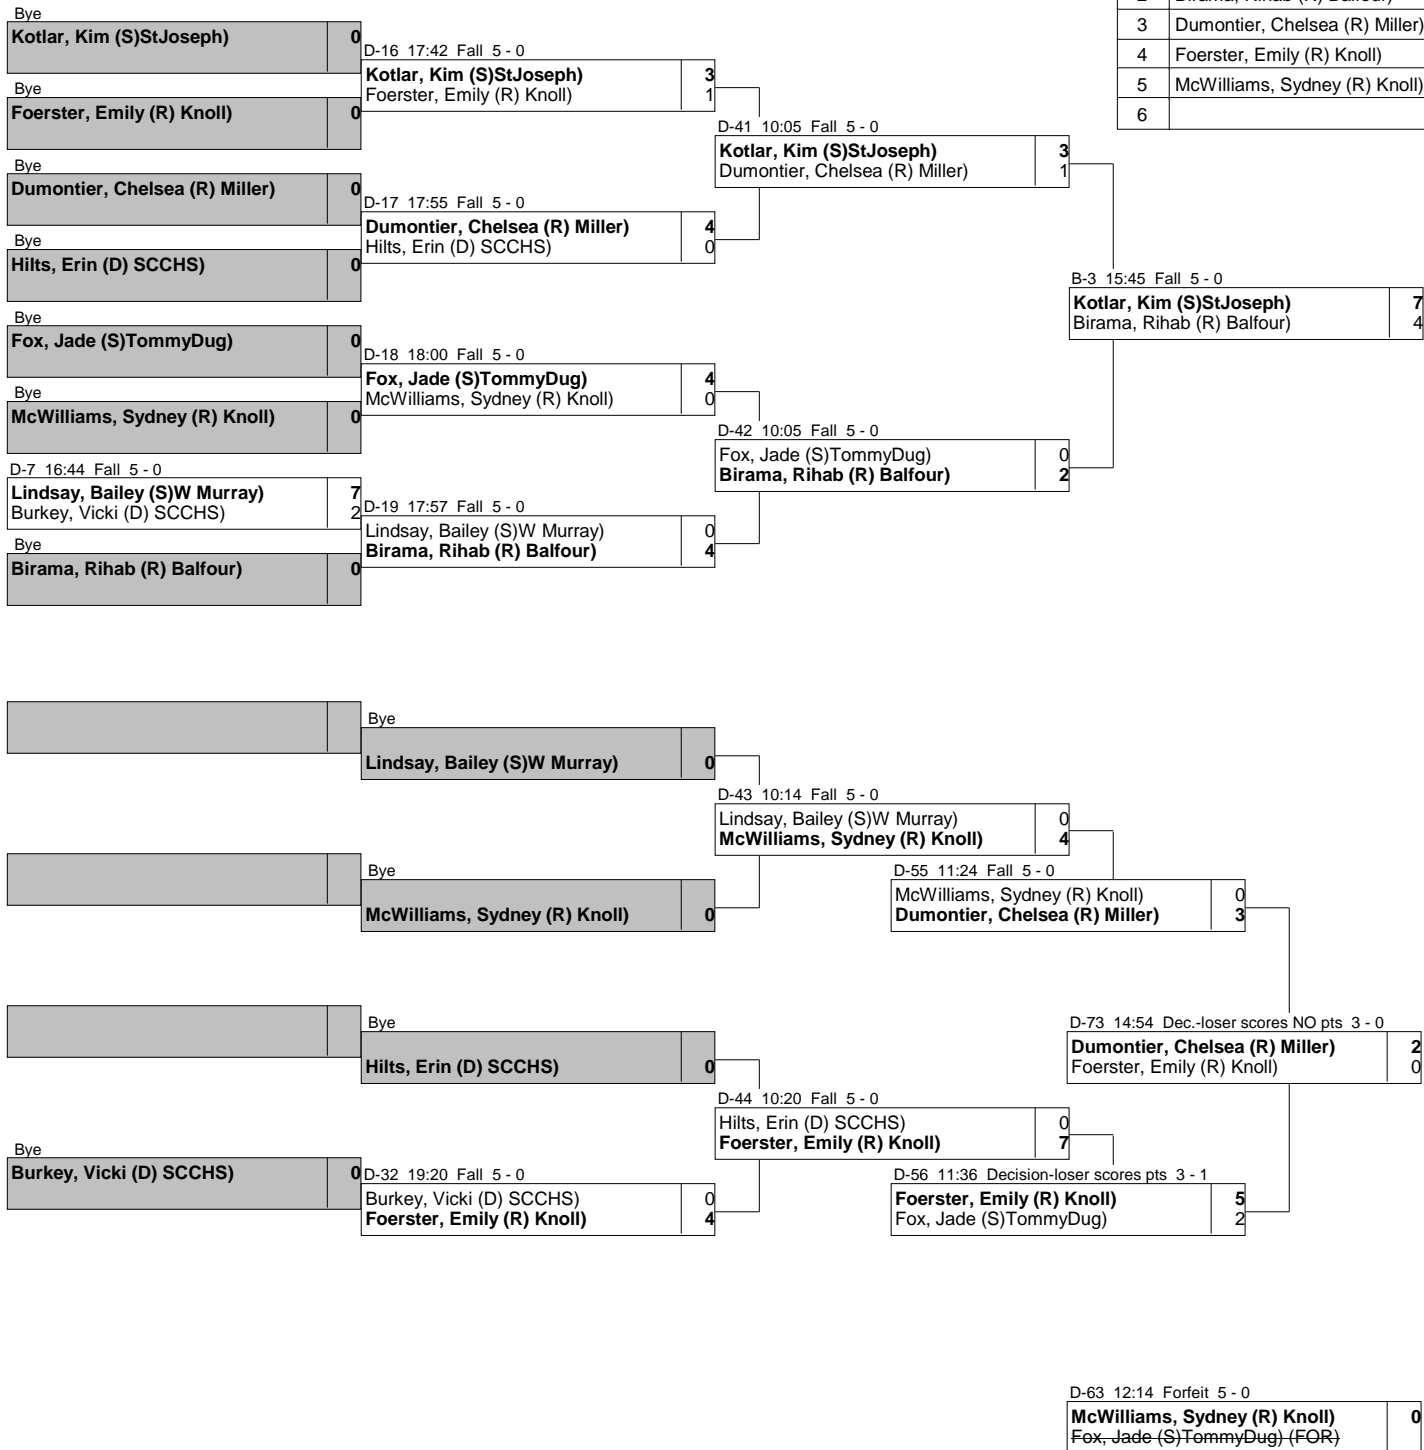 Bye
Kotlar, Kim (S)StJoseph) 0
Bye
Foerster, Emily (R) Knoll) 0
Bye
Dumontier, Chelsea (R) Miller) 0
Bye
Hilts, Erin (D) SCCHS) 0
Bye
Fox, Jade (S)TommyDug) 0
Bye
McWilliams, Sydney (R) Knoll) 0
D-7 16:44 Fall 5 - 0
Lindsay, Bailey (S)W Murray) 7
Burkey, Vicki (D) SCCHS) 2
Bye
Birama, Rihab (R) Balfour) 0
D-16 17:42 Fall 5 - 0
Kotlar, Kim (S)StJoseph) 3
Foerster, Emily (R) Knoll) 1
D-17 17:55 Fall 5 - 0
Dumontier, Chelsea (R) Miller) 4
Hilts, Erin (D) SCCHS) 0
D-18 18:00 Fall 5 - 0
Fox, Jade (S)TommyDug) 4
McWilliams, Sydney (R) Knoll) 0
D-19 17:57 Fall 5 - 0
Lindsay, Bailey (S)W Murray) 0
Birama, Rihab (R) Balfour) 4
D-41 10:05 Fall 5 - 0
Kotlar, Kim (S)StJoseph) 3
Dumontier, Chelsea (R) Miller) 1
D-42 10:05 Fall 5 - 0
Fox, Jade (S)TommyDug) 0
Birama, Rihab (R) Balfour) 2
B-3 15:45 Fall 5 - 0
Kotlar, Kim (S)StJoseph) 7
Birama, Rihab (R) Balfour) 4
3 Dumontier, Chelsea (R) Miller)
4 Foerster, Emily (R) Knoll)
5 McWilliams, Sydney (R) Knoll)
6
Bye
Lindsay, Bailey (S)W Murray) 0
Bye
McWilliams, Sydney (R) Knoll) 0
Bye
Hilts, Erin (D) SCCHS) 0
Bye
Burkey, Vicki (D) SCCHS) 0
D-32 19:20 Fall 5 - 0
Burkey, Vicki (D) SCCHS) 0
Foerster, Emily (R) Knoll) 4
D-43 10:14 Fall 5 - 0
Lindsay, Bailey (S)W Murray) 0
McWilliams, Sydney (R) Knoll) 4
D-44 10:20 Fall 5 - 0
Hilts, Erin (D) SCCHS) 0
Foerster, Emily (R) Knoll) 7
D-55 11:24 Fall 5 - 0
McWilliams, Sydney (R) Knoll) 0
Dumontier, Chelsea (R) Miller) 3
D-56 11:36 Decision-loser scores pts 3 - 1
Foerster, Emily (R) Knoll) 5
Fox, Jade (S)TommyDug) 2
D-73 14:54 Dec.-loser scores NO pts 3 - 0
Dumontier, Chelsea (R) Miller) 2
Foerster, Emily (R) Knoll) 0
D-63 12:14 Forfeit 5 - 0
McWilliams, Sydney (R) Knoll) 0
Fox, Jade (S)TommyDug) (FOR)